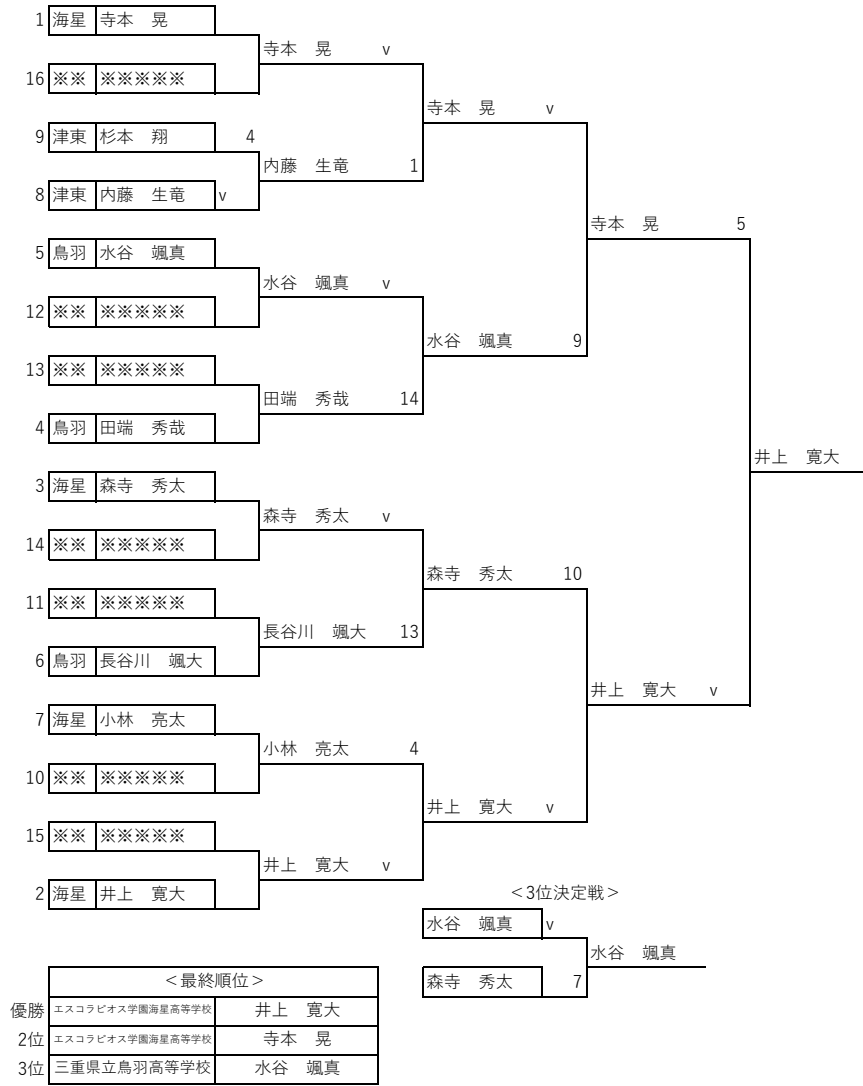 1 海星 寺本　晃
寺本　晃 v
16 ※※ ※※※※※
寺本　晃 v
9 津東 杉本　翔 4
内藤　生竜 1
8 津東 内藤　生竜 v
寺本　晃 5
5 鳥羽 水谷　颯真
水谷　颯真 v
12 ※※ ※※※※※
水谷　颯真 9
13 ※※ ※※※※※
田端　秀哉 14
4 鳥羽 田端　秀哉
井上　寛大
3 海星 森寺　秀太
森寺　秀太 v
14 ※※ ※※※※※
森寺　秀太 10
11 ※※ ※※※※※
長谷川　颯大 13
6 鳥羽 長谷川　颯大
井上　寛大 v
7 海星 小林　亮太
小林　亮太 4
10 ※※ ※※※※※
井上　寛大 v
15 ※※ ※※※※※
井上　寛大 v
2 海星 井上　寛大
＜3位決定戦＞
水谷　颯真 v
水谷　颯真
森寺　秀太 7
＜最終順位＞
優勝 エスコラピオス学園海星高等学校 井上　寛大
2位 エスコラピオス学園海星高等学校 寺本　晃
3位 三重県立鳥羽高等学校 水谷　颯真